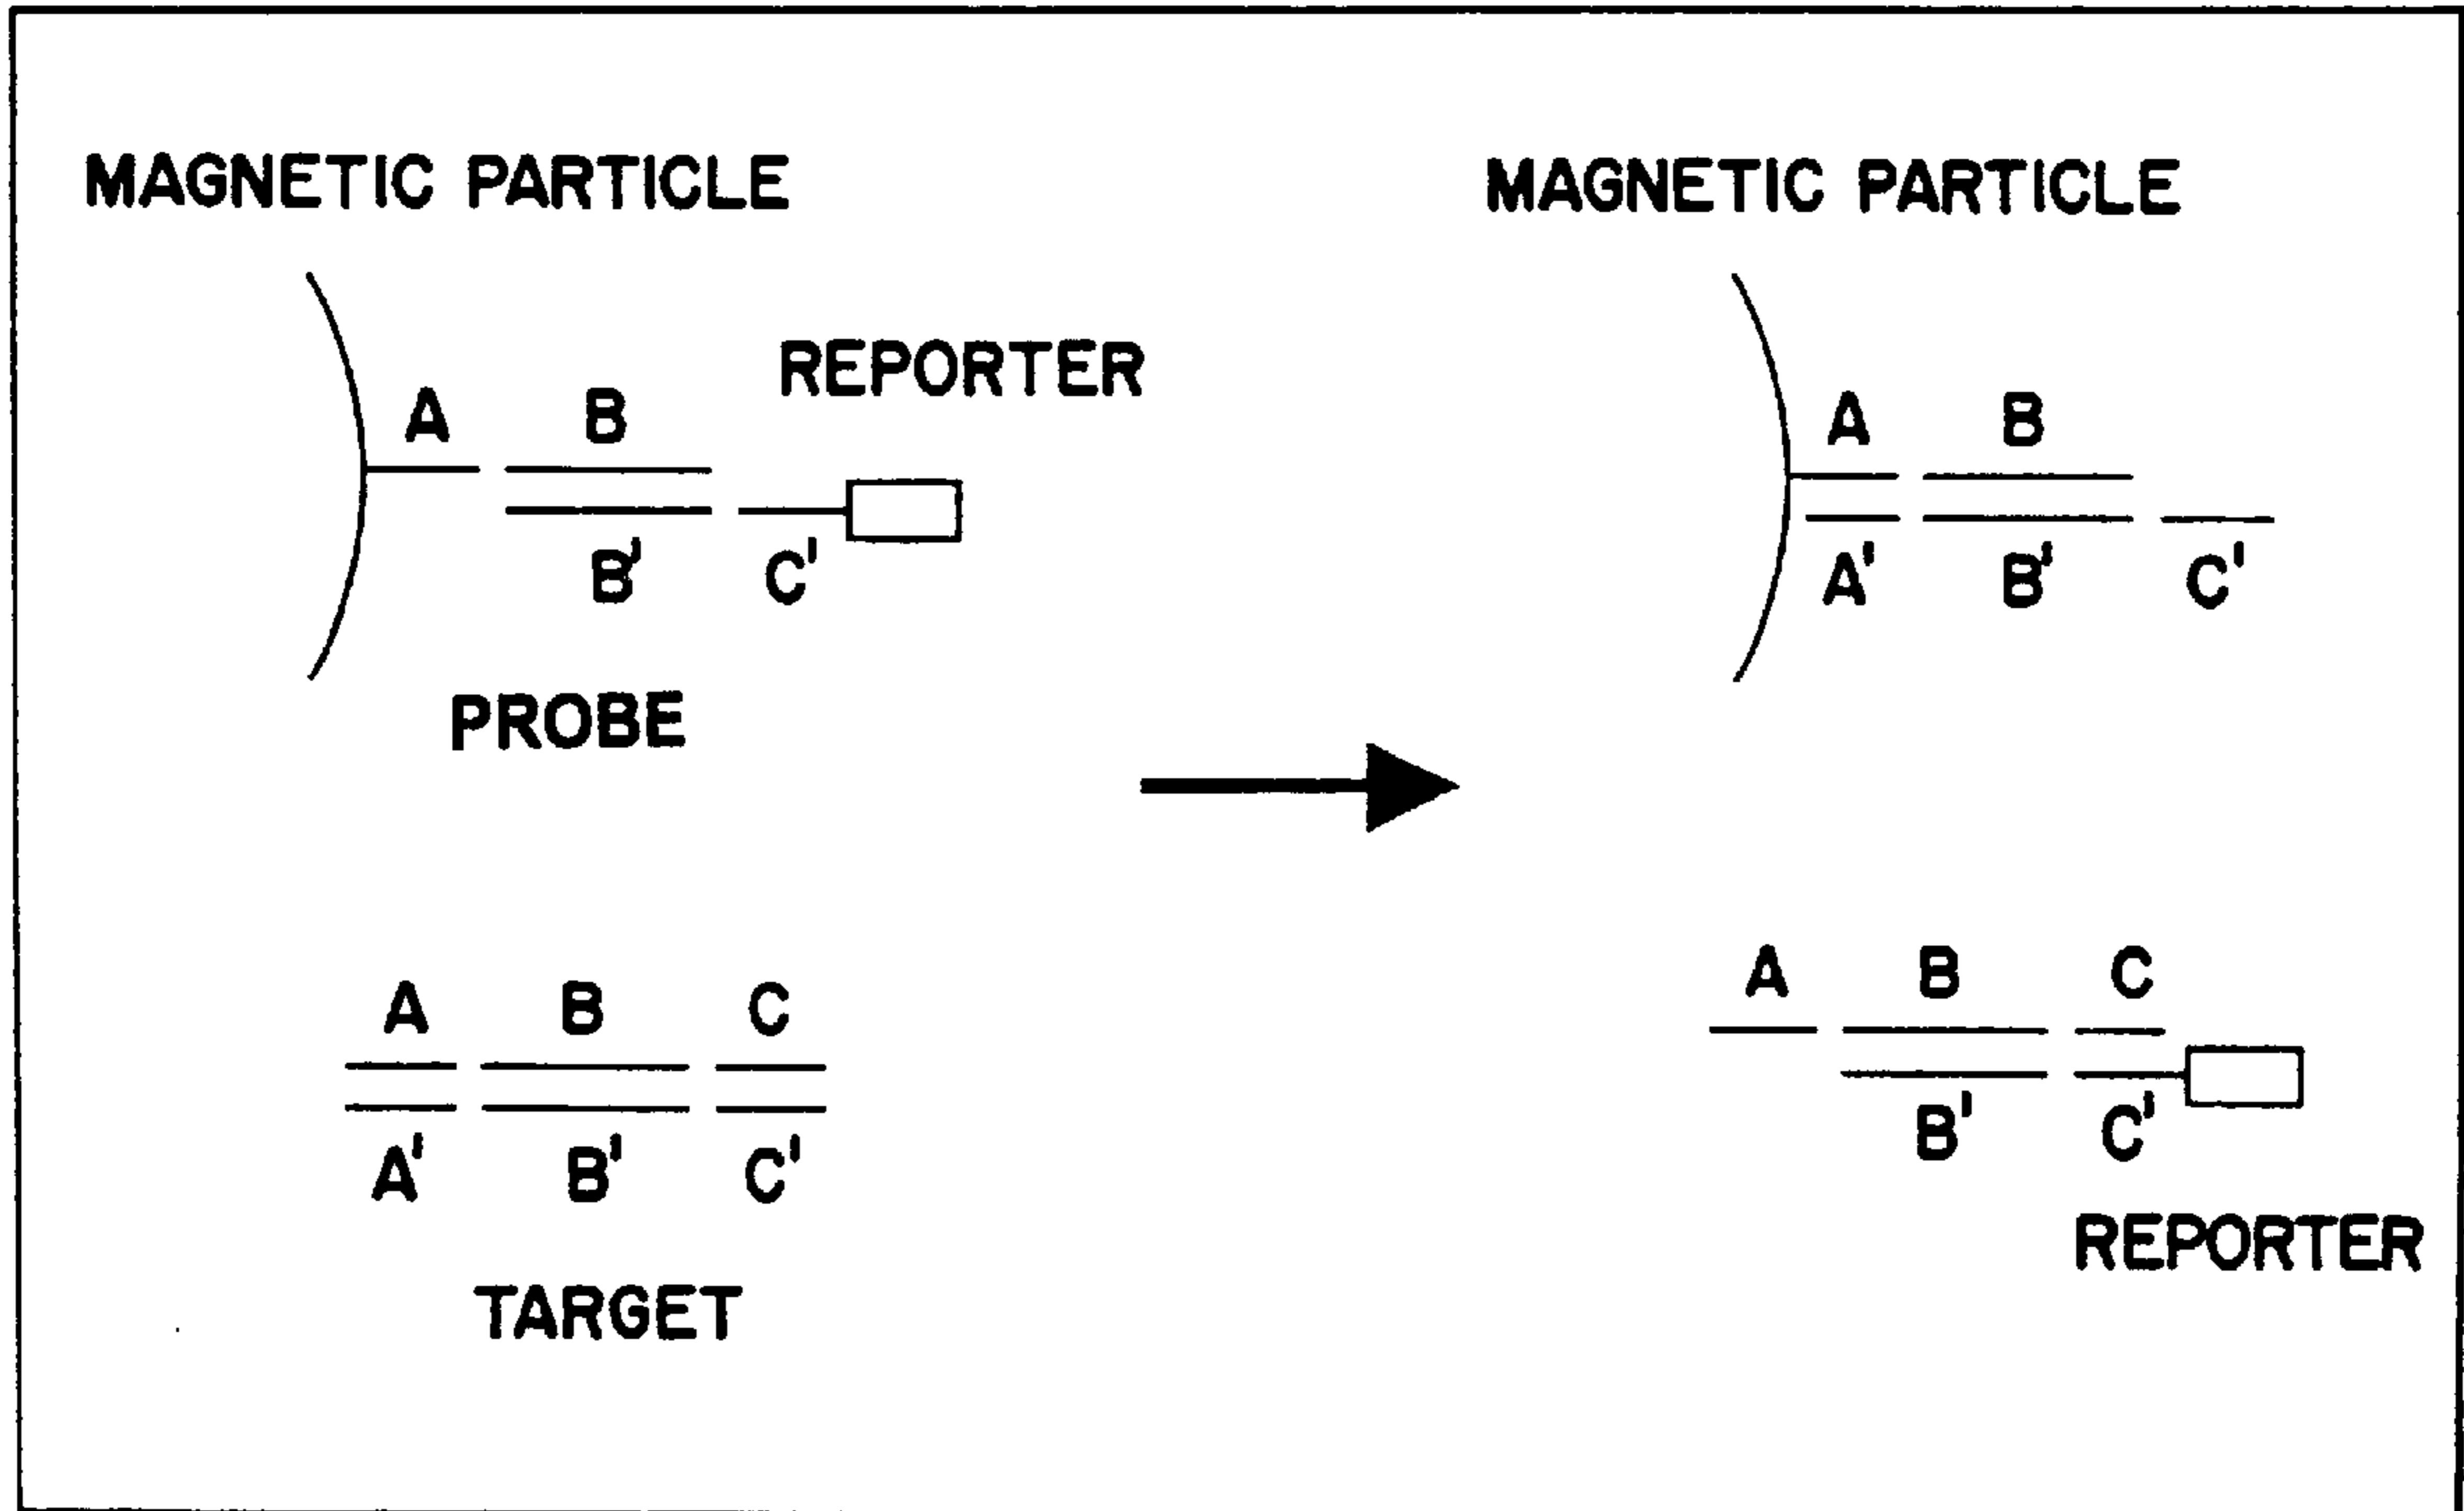 MAGNETIC PARTICLE
REPORTER
A B
B' C'
PROBE
A B C
A' B' C'
TARGET
MAGNETIC PARTICLE
A B
A' B' C'
A B C
B' C'
REPORTER